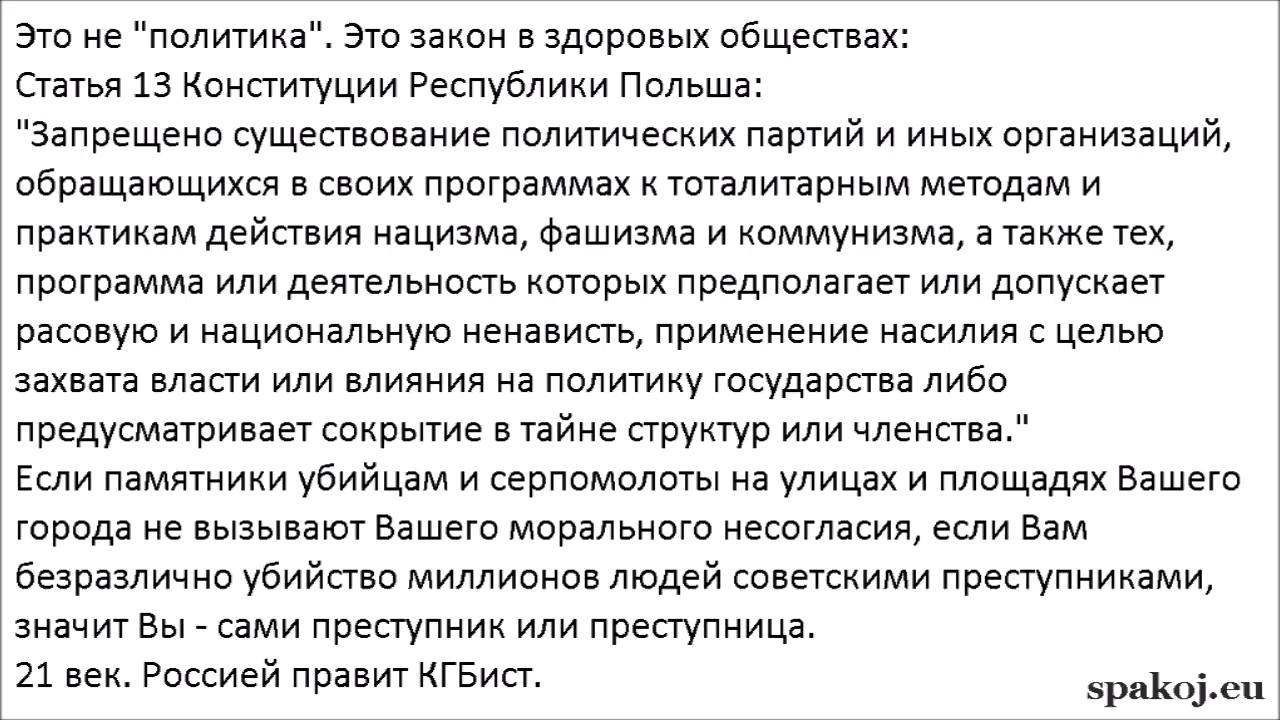 Это не "политика". Это закон в здоровых обществах:
Статья 13 Конституции Республики Польша:
"Запрещено существование политических партий и иных организаций,
обращающихся в своих программах к тоталитарным методам и
практикам действия нацизма, фашизма и коммунизма, а также тех,
программа или деятельность которых предполагает или допускает
расовую и национальную ненависть, применение насилия с целью
захвата власти или влияния на политику государства либо
предусматривает сокрытие в тайне структур или членства."
Если памятники убийцам и серпомолоты на улицах и площадях Вашего
города не вызывают Вашего морального несогласия, если Вам
безразлично убийство миллионов людей советскими преступниками,
значит Вы - сами преступник или преступница.
21 век. Россией правит КГБист.
spakoj.eu